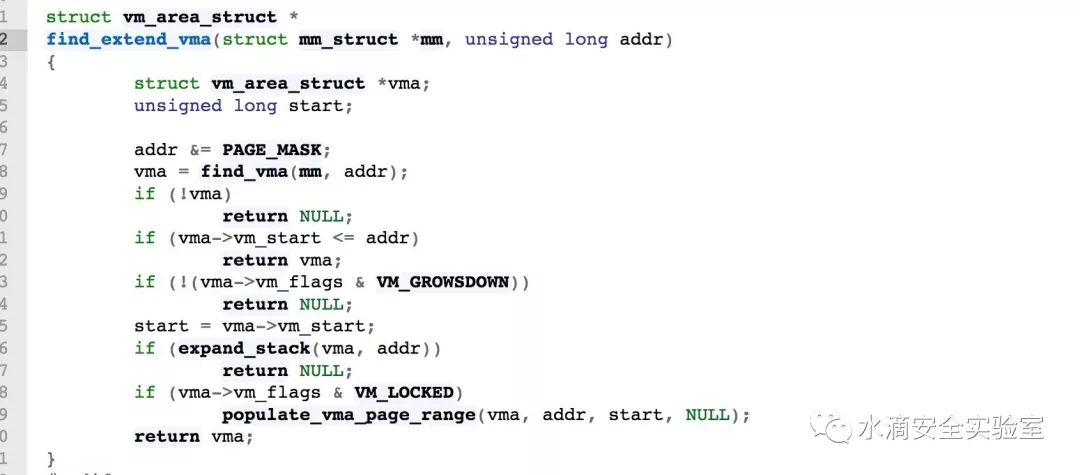 1 struct vm_area_struct *
2 find_extend_vma(struct mm_struct *mm, unsigned long addr)
3 {
4 struct vm_area_struct *vma;
5 unsigned long start;
6
7 addr &= PAGE_MASK;
8 vma = find_vma(mm, addr);
9 if (!vma)
0 return NULL;
1 if (vma->vm_start <= addr)
2 return vma;
3 if (!(vma->vm_flags & VM_GROWSDOWN))
4 return NULL;
5 start = vma->vm_start;
6 if (expand_stack(vma, addr))
7 return NULL;
8 if (vma->vm_flags & VM_LOCKED)
9 populate_vma_page_range(vma, addr, start, NULL);
0 return vma;
1 }
水滴安全实验室